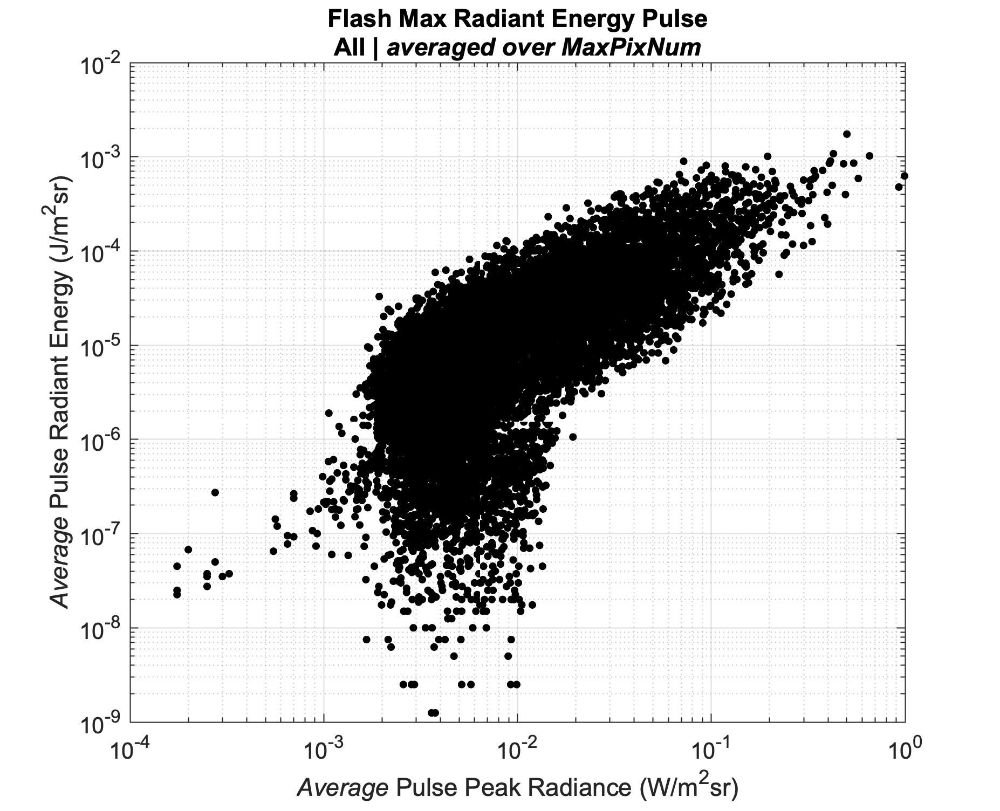 Flash Max Radiant Energy Pulse
All | averaged over MaxPixNum
10^-2
10^-3
10^-4
10^-5
10^-6
10^-7
10^-8
10^-9
Average Pulse Radiant Energy (J/m^2sr)
10^-4 10^-3 10^-2 10^-1 10^0
Average Pulse Peak Radiance (W/m^2sr)